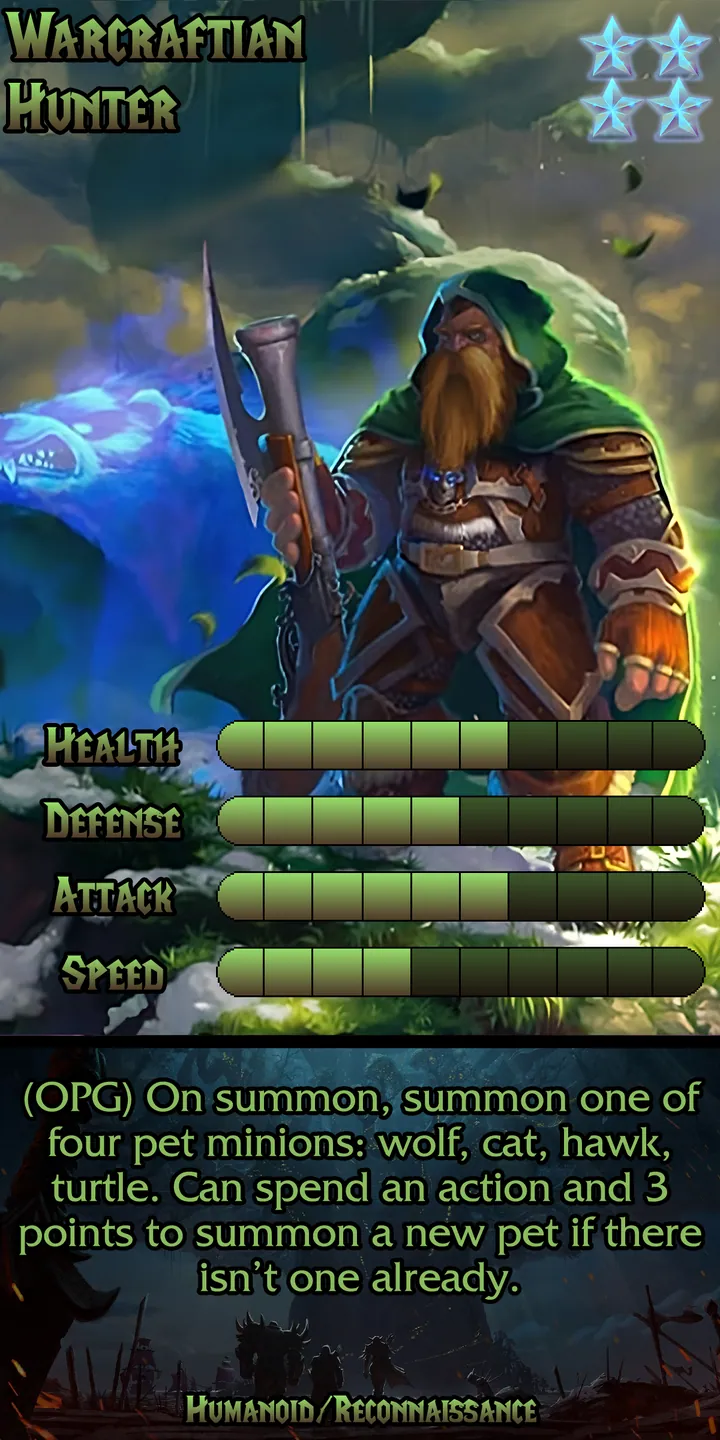 Warcraftian
Hunter
Health
Defense
Attack
Speed
(OPG) On summon, summon one of
four pet minions: wolf, cat, hawk,
turtle. Can spend an action and 3
points to summon a new pet if there
isn’t one already.
Humanoid/Reconnaissance